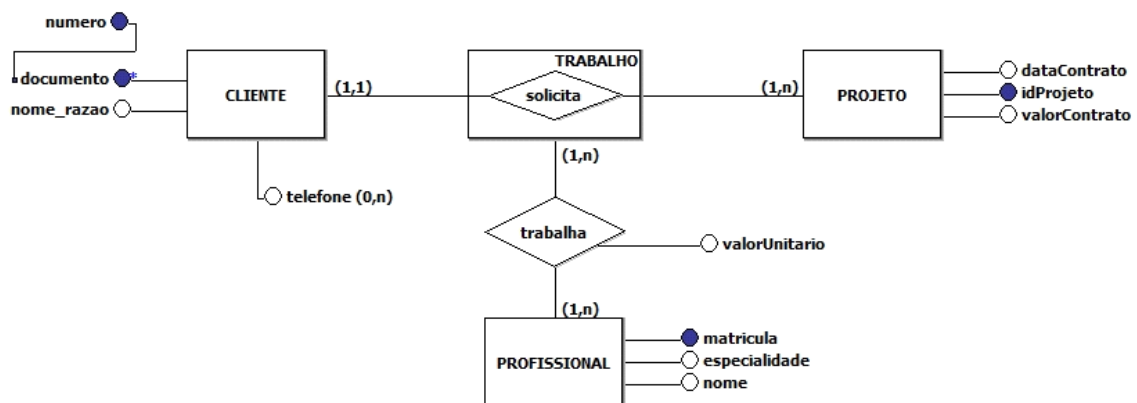 numero
documento *
nome_razao
CLIENTE
telefone (0,n)
(1,1)
TRABALHO
solicita
(1,n)
PROJETO
dataContrato
idProjeto
valorContrato
(1,n)
trabalha
valorUnitario
(1,n)
PROFISSIONAL
matricula
especialidade
nome